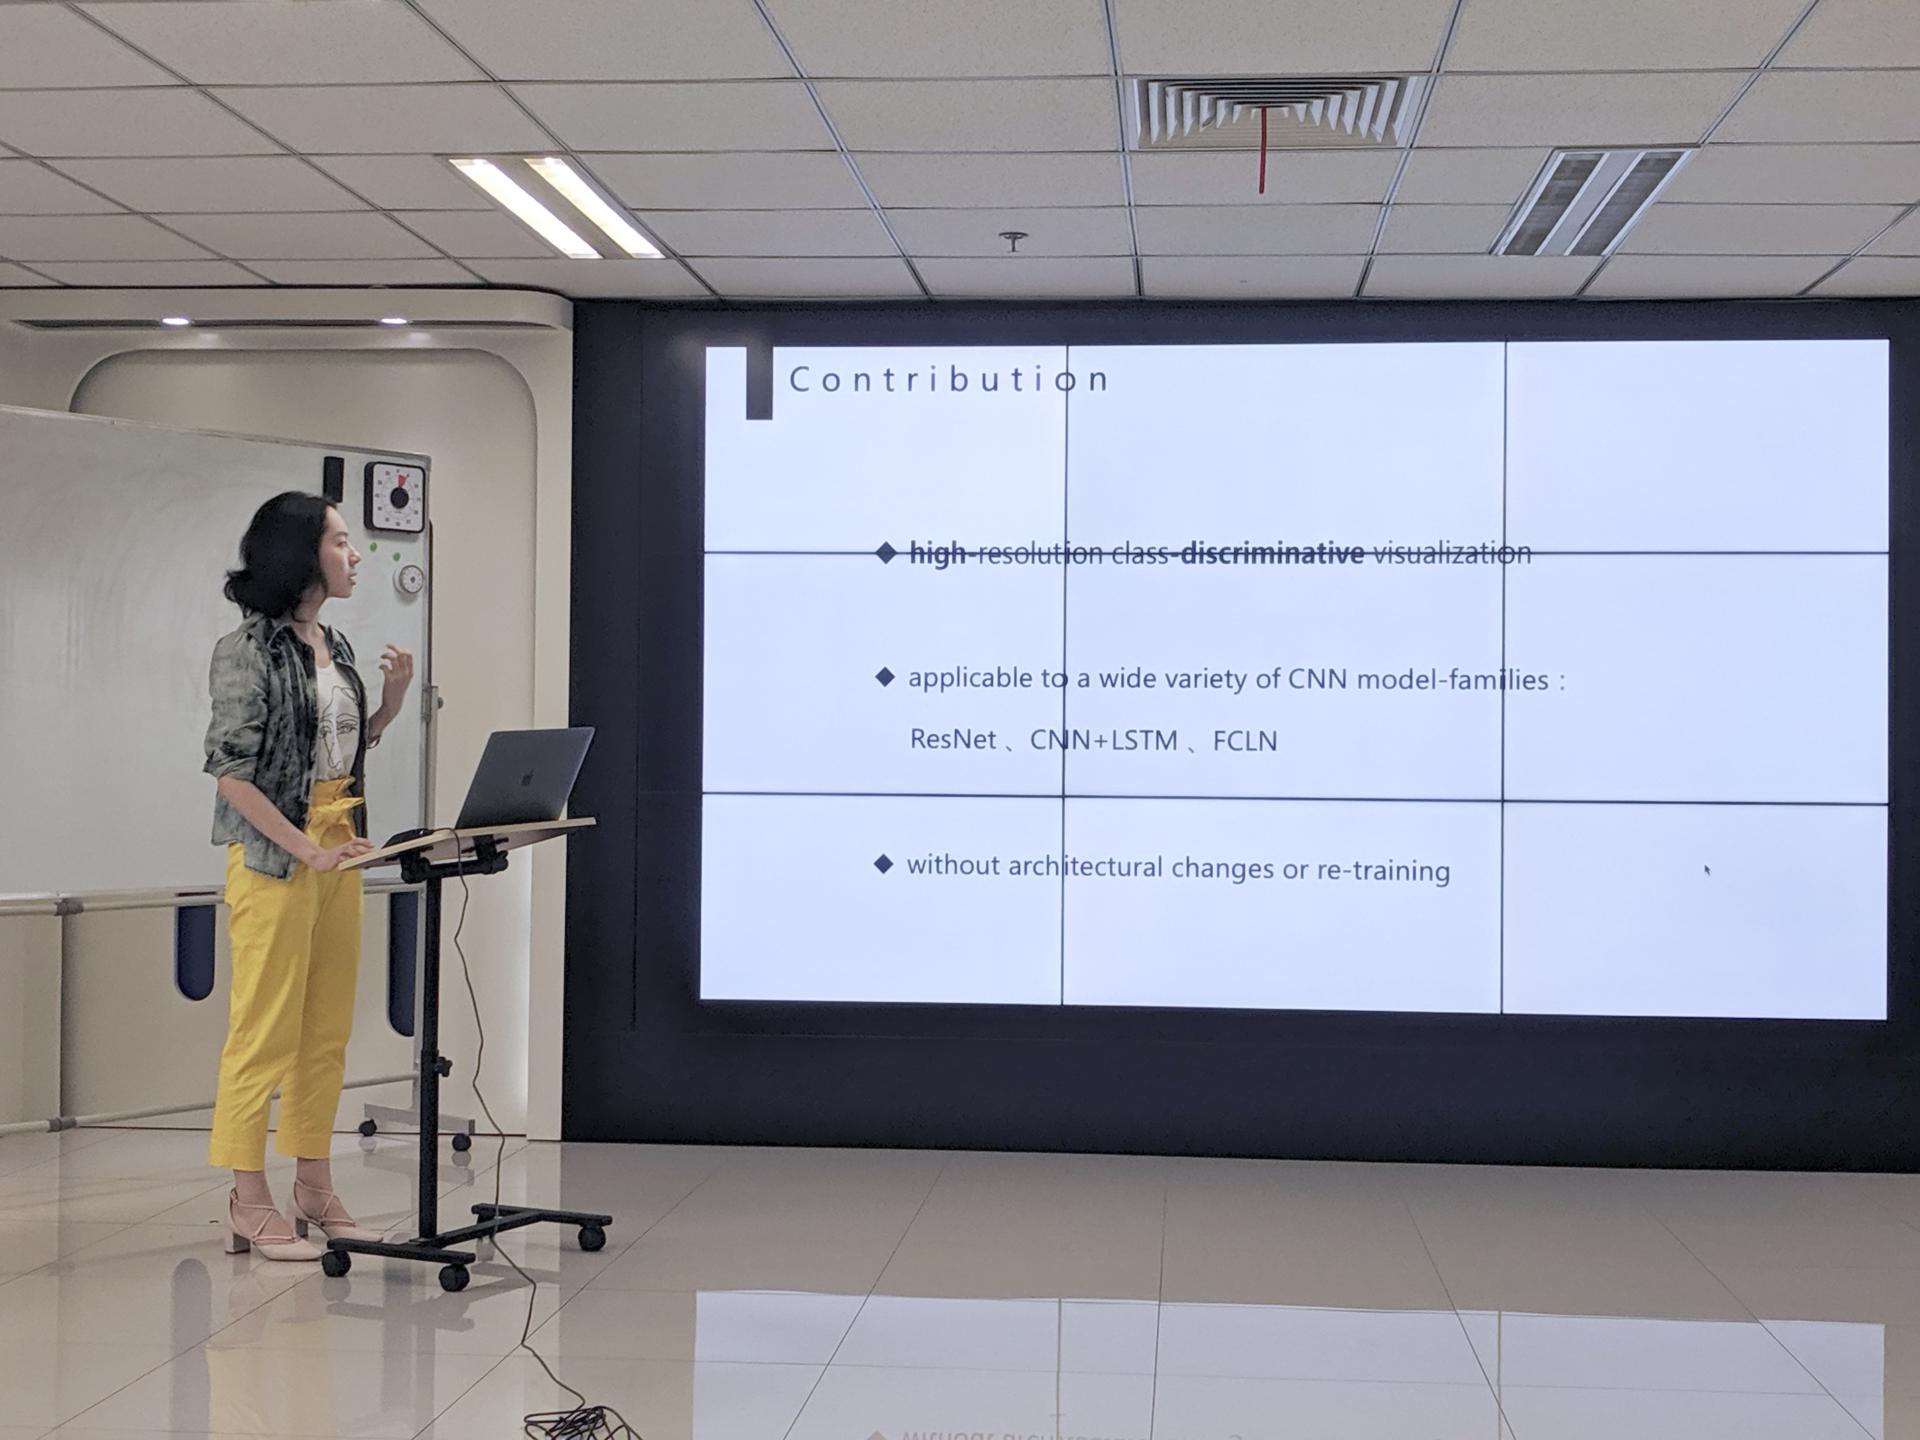 Contribution
◆ high-resolution class-discriminative visualization
◆ applicable to a wide variety of CNN model-families :
ResNet 、CNN+LSTM 、FCLN
◆ without architectural changes or re-training